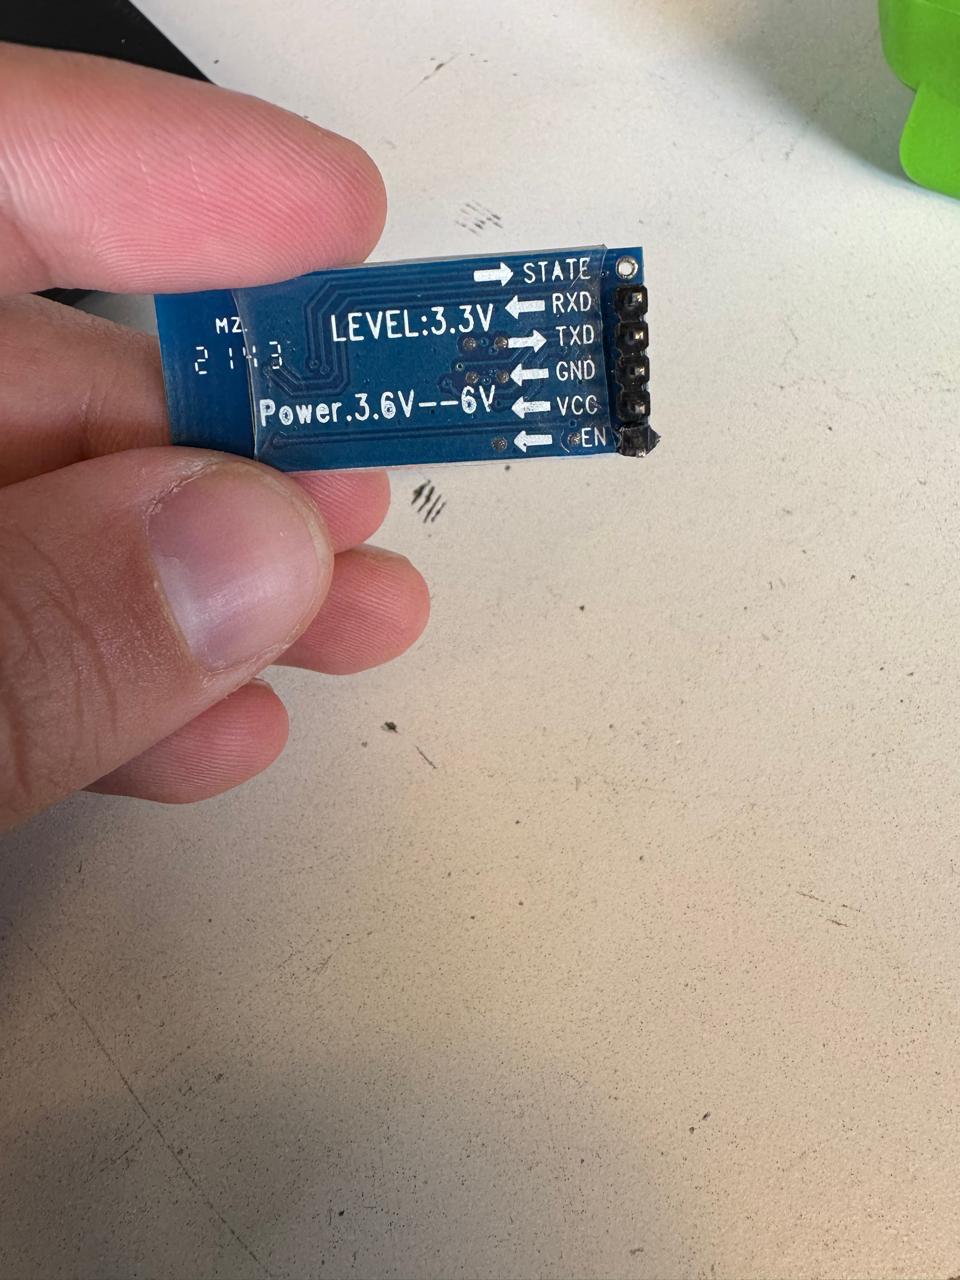 STATE
RXD
LEVEL:3.3V
TXD
GND
Power.3.6V--6V
VCC
EN
MZ
2143